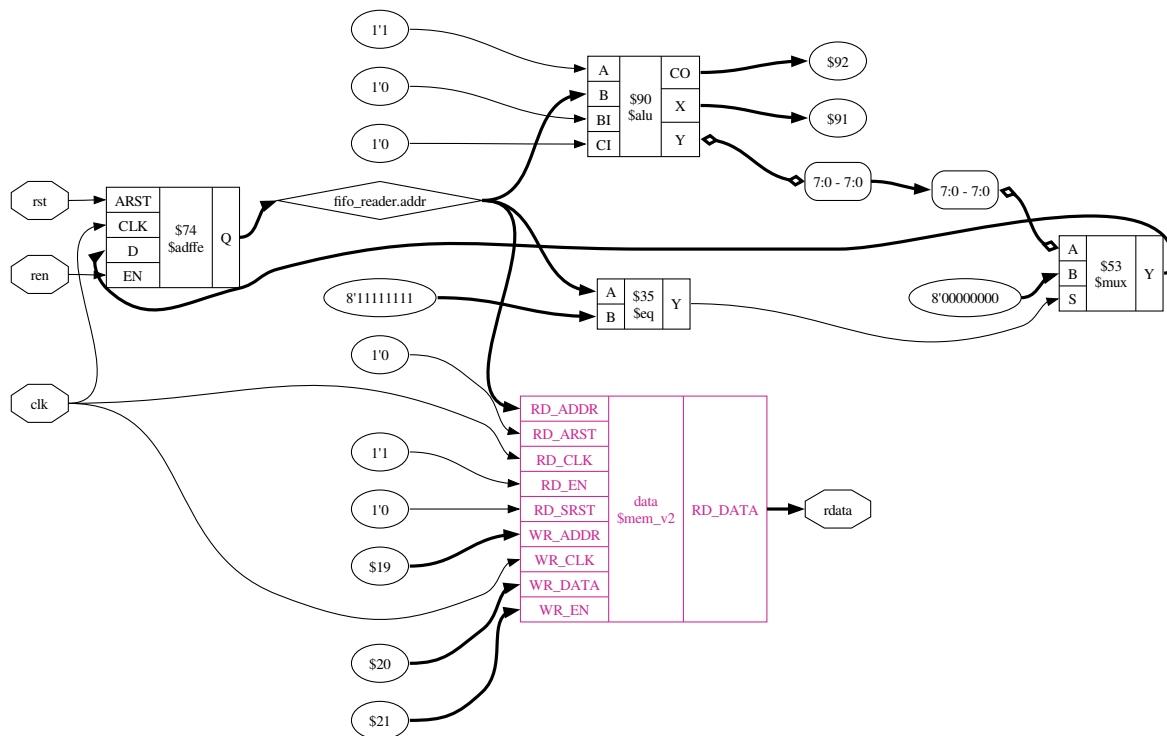 1'1
1'0
1'0
A
B
BI
CI
$90
$alu
CO
X
Y
$92
$91
7:0 - 7:0
7:0 - 7:0
rst
ren
clk
ARST
CLK
D
EN
$74
$adffe
Q
fifo_reader.addr
8'11111111
A
B
$35
$eq
Y
8'00000000
A
B
S
$53
$mux
Y
1'0
1'1
1'0
$19
$20
$21
RD_ADDR
RD_ARST
RD_CLK
RD_EN
RD_SRST
WR_ADDR
WR_CLK
WR_DATA
WR_EN
data
$mem_v2
RD_DATA
rdata